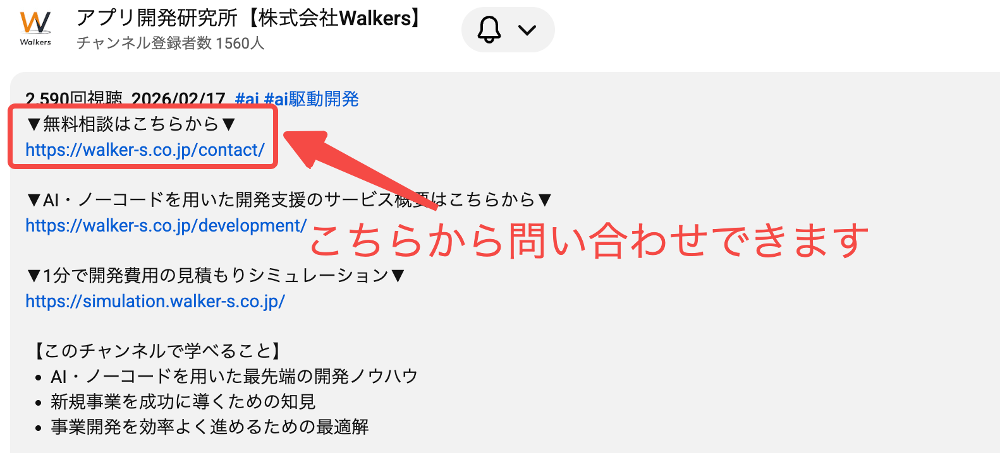 アプリ開発研究所【株式会社Walkers】
Walkers
チャンネル登録者数 1560人
2,590回視聴 2026/02/17 #ai #ai駆動開発
▼無料相談はこちらから▼
https://walker-s.co.jp/contact/
▼AI・ノーコードを用いた開発支援のサービス概要はこちらから▼
https://walker-s.co.jp/development/
こちらから問い合わせできます
▼1分で開発費用の見積もりシミュレーション▼
https://simulation.walker-s.co.jp/
【このチャンネルで学べること】
• AI・ノーコードを用いた最先端の開発ノウハウ
• 新規事業を成功に導くための知見
• 事業開発を効率よく進めるための最適解